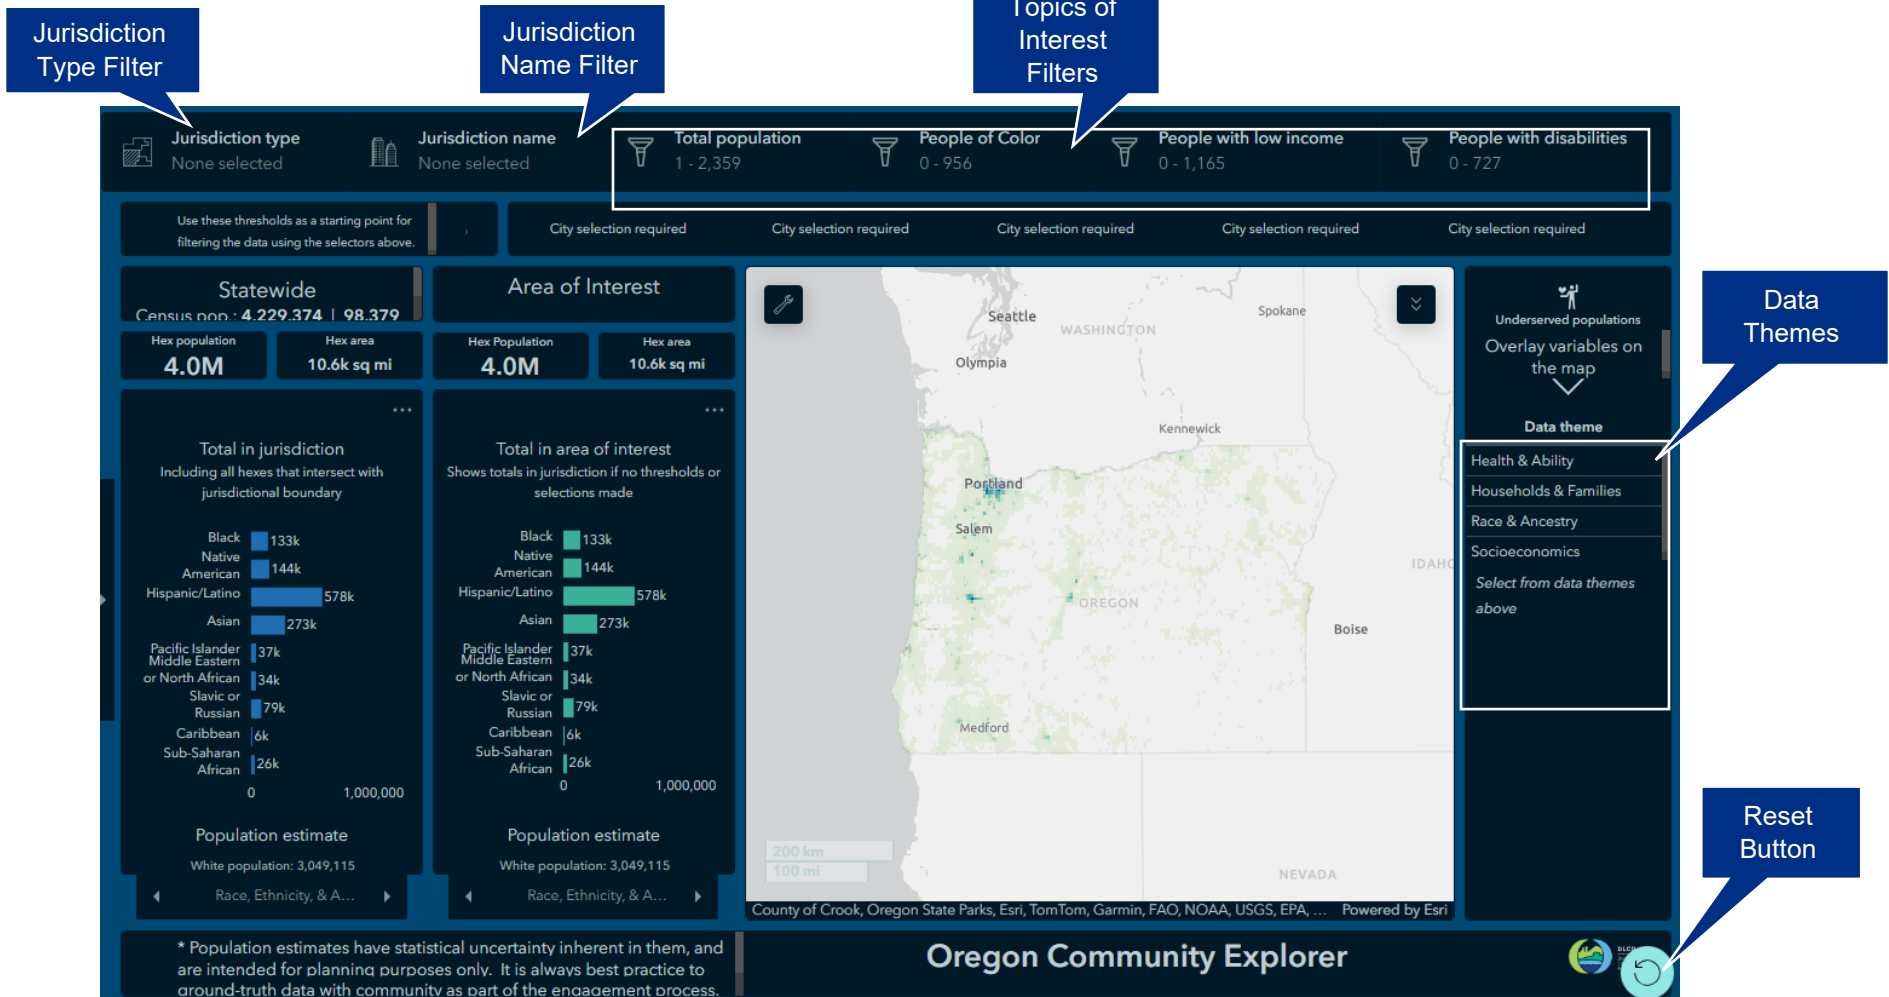 Topics of
Interest
Filters
Jurisdiction
Type Filter
Jurisdiction
Name Filter
Jurisdiction type
None selected
Jurisdiction name
None selected
Total population
1 - 2,359
People of Color
0 - 956
People with low income
0 - 1,165
People with disabilities
0 - 727
Use these thresholds as a starting point for
filtering the data using the selectors above.
City selection required
City selection required
City selection required
City selection required
City selection required
Statewide
Census pop.: 4,229,374 | 98,379
Hex population
4.0M
Hex area
10.6k sq mi
Area of Interest
Hex Population
4.0M
Hex area
10.6k sq mi
Total in jurisdiction
Including all hexes that intersect with
jurisdictional boundary
Black 133k
Native
American 144k
Hispanic/Latino 578k
Asian 273k
Pacific Islander 37k
Middle Eastern
or North African 34k
Slavic or
Russian 79k
Caribbean 6k
Sub-Saharan
African 26k
0 1,000,000
Population estimate
White population: 3,049,115
Race, Ethnicity, & A...
Total in area of interest
Shows totals in jurisdiction if no thresholds or
selections made
Black 133k
Native
American 144k
Hispanic/Latino 578k
Asian 273k
Pacific Islander 37k
Middle Eastern
or North African 34k
Slavic or
Russian 79k
Caribbean 6k
Sub-Saharan
African 26k
0 1,000,000
Population estimate
White population: 3,049,115
Race, Ethnicity, & A...
Seattle
Spokane
WASHINGTON
Olympia
Kennewick
Portland
Salem
IDAHO
OREGON
Boise
Medford
200 km
100 mi
NEVADA
County of Crook, Oregon State Parks, Esri, TomTom, Garmin, FAO, NOAA, USGS, EPA, ... Powered by Esri
Underserved populations
Overlay variables on
the map
Data theme
Health & Ability
Households & Families
Race & Ancestry
Socioeconomics
Select from data themes
above
Data
Themes
Reset
Button
* Population estimates have statistical uncertainty inherent in them, and
are intended for planning purposes only. It is always best practice to
ground-truth data with community as part of the engagement process.
Oregon Community Explorer